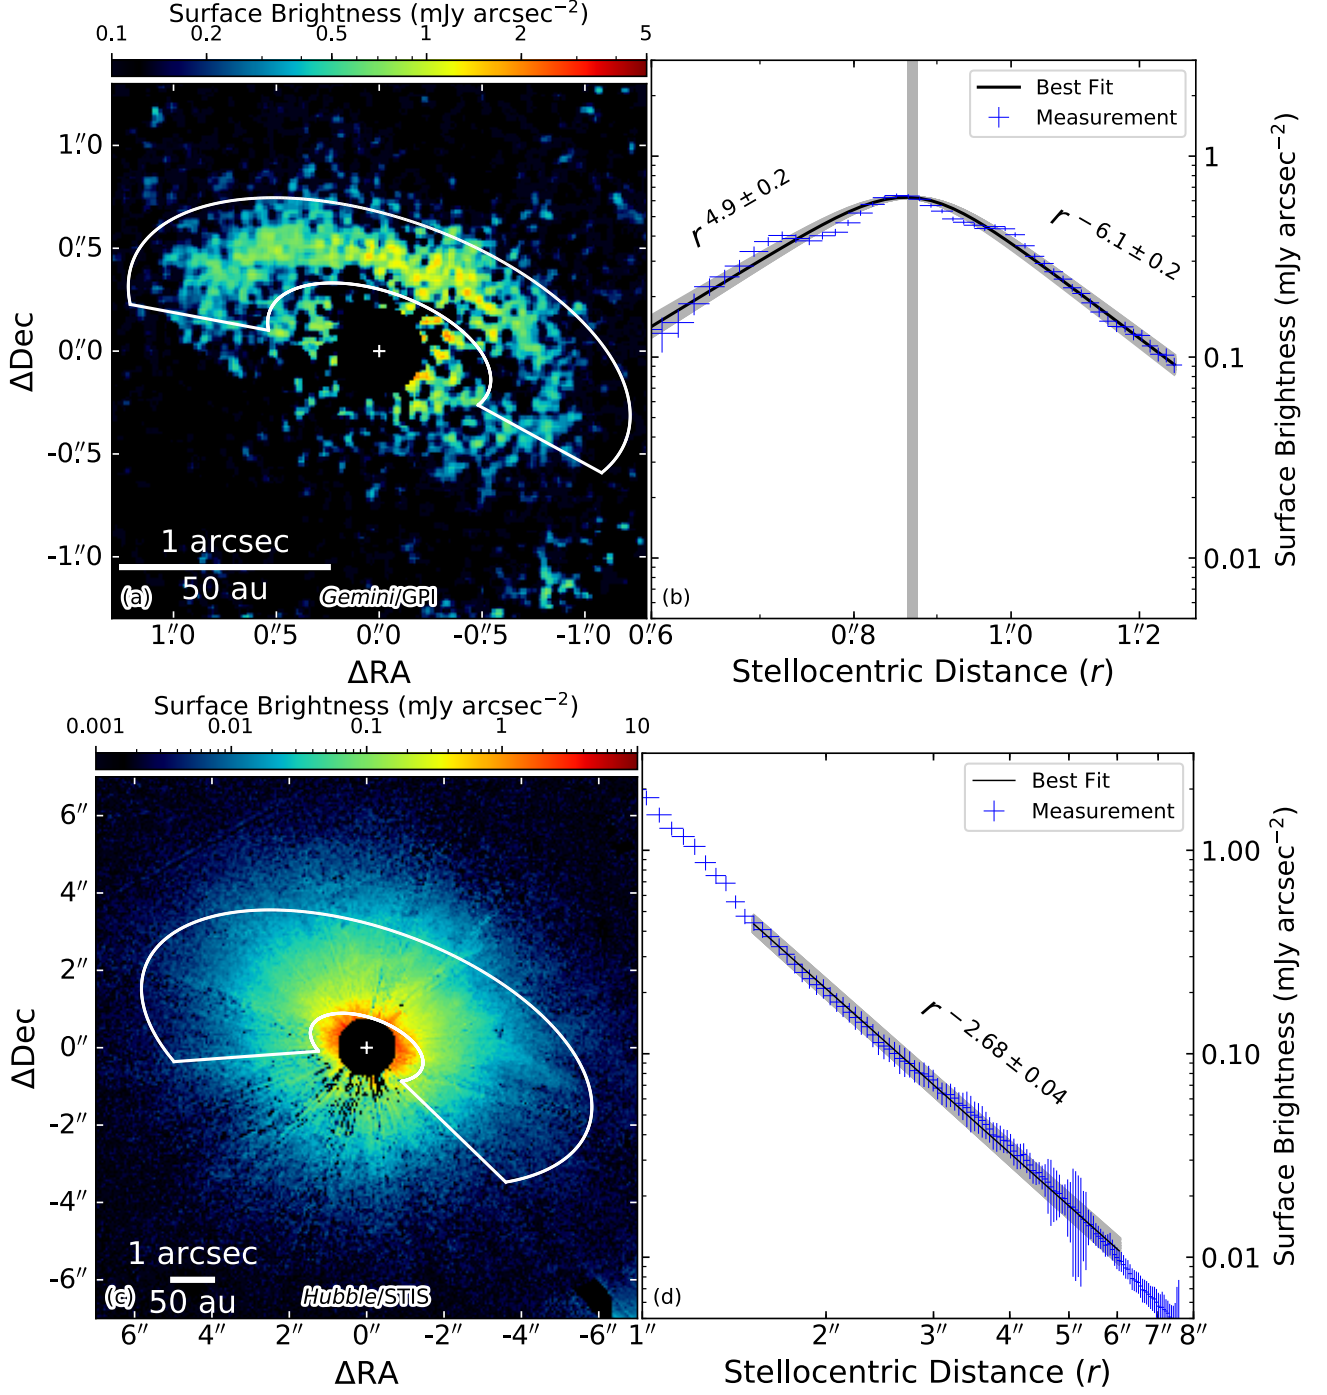 Surface Brightness (mJy arcsec⁻²)
0.1 0.2 0.5 1 2 5
ΔDec
1″.0
0″.5
0″.0
-0″.5
-1″.0
1 arcsec
50 au
(a)
Gemini/GPI
1″.0 0″.5 0″.0 -0″.5 -1″.0
ΔRA
Best Fit
Measurement
r^4.9 ± 0.2
r^−6.1 ± 0.2
1
0.1
0.01
Surface Brightness (mJy arcsec⁻²)
(b)
0″.6 0″.8 1″.0 1″.2
Stellocentric Distance (r)
Surface Brightness (mJy arcsec⁻²)
0.001 0.01 0.1 1 10
ΔDec
6″
4″
2″
0″
-2″
-4″
-6″
1 arcsec
50 au
(c)
Hubble/STIS
6″ 4″ 2″ 0″ -2″ -4″ -6″
ΔRA
Best Fit
Measurement
r^−2.68 ± 0.04
1.00
0.10
0.01
Surface Brightness (mJy arcsec⁻²)
(d)
1″ 2″ 3″ 4″ 5″ 6″ 7″ 8″
Stellocentric Distance (r)